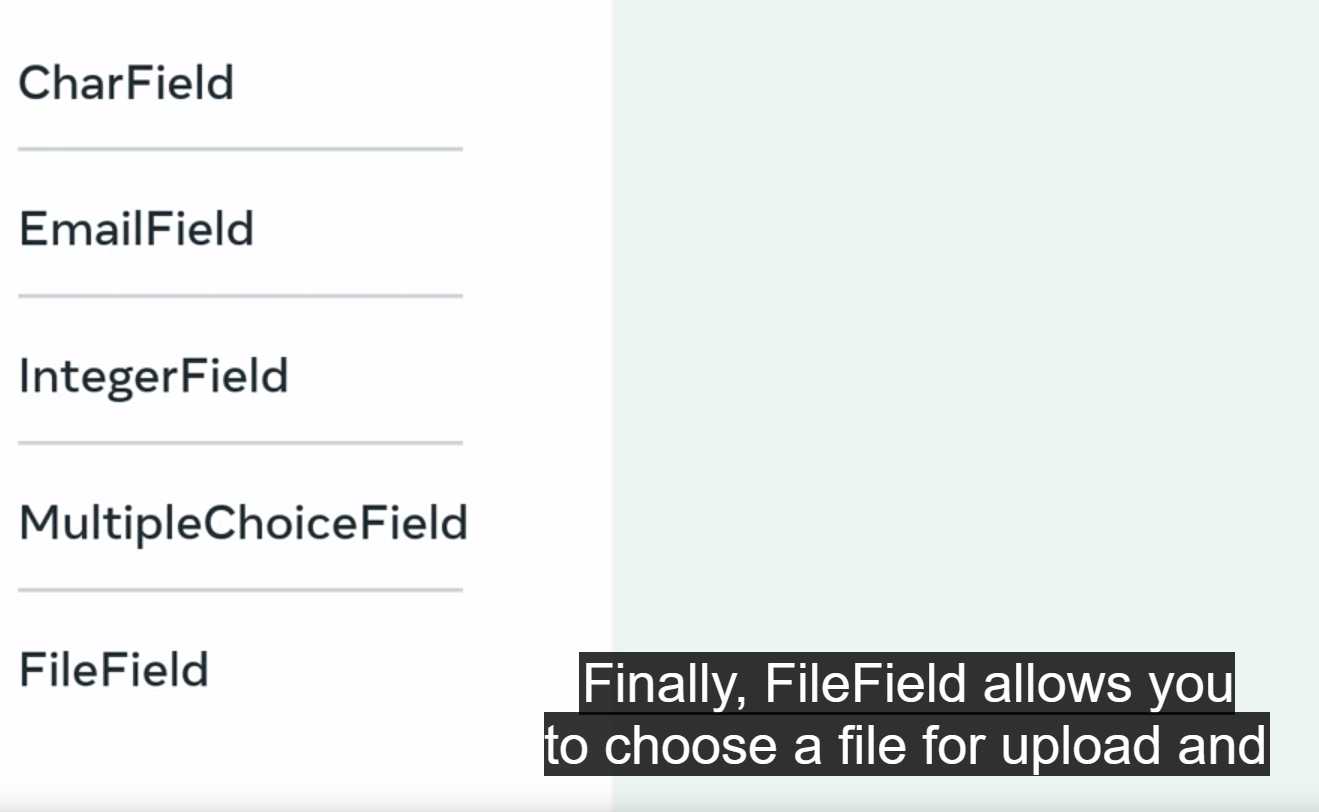 CharField
EmailField
IntegerField
MultipleChoiceField
FileField
Finally, FileField allows you
to choose a file for upload and